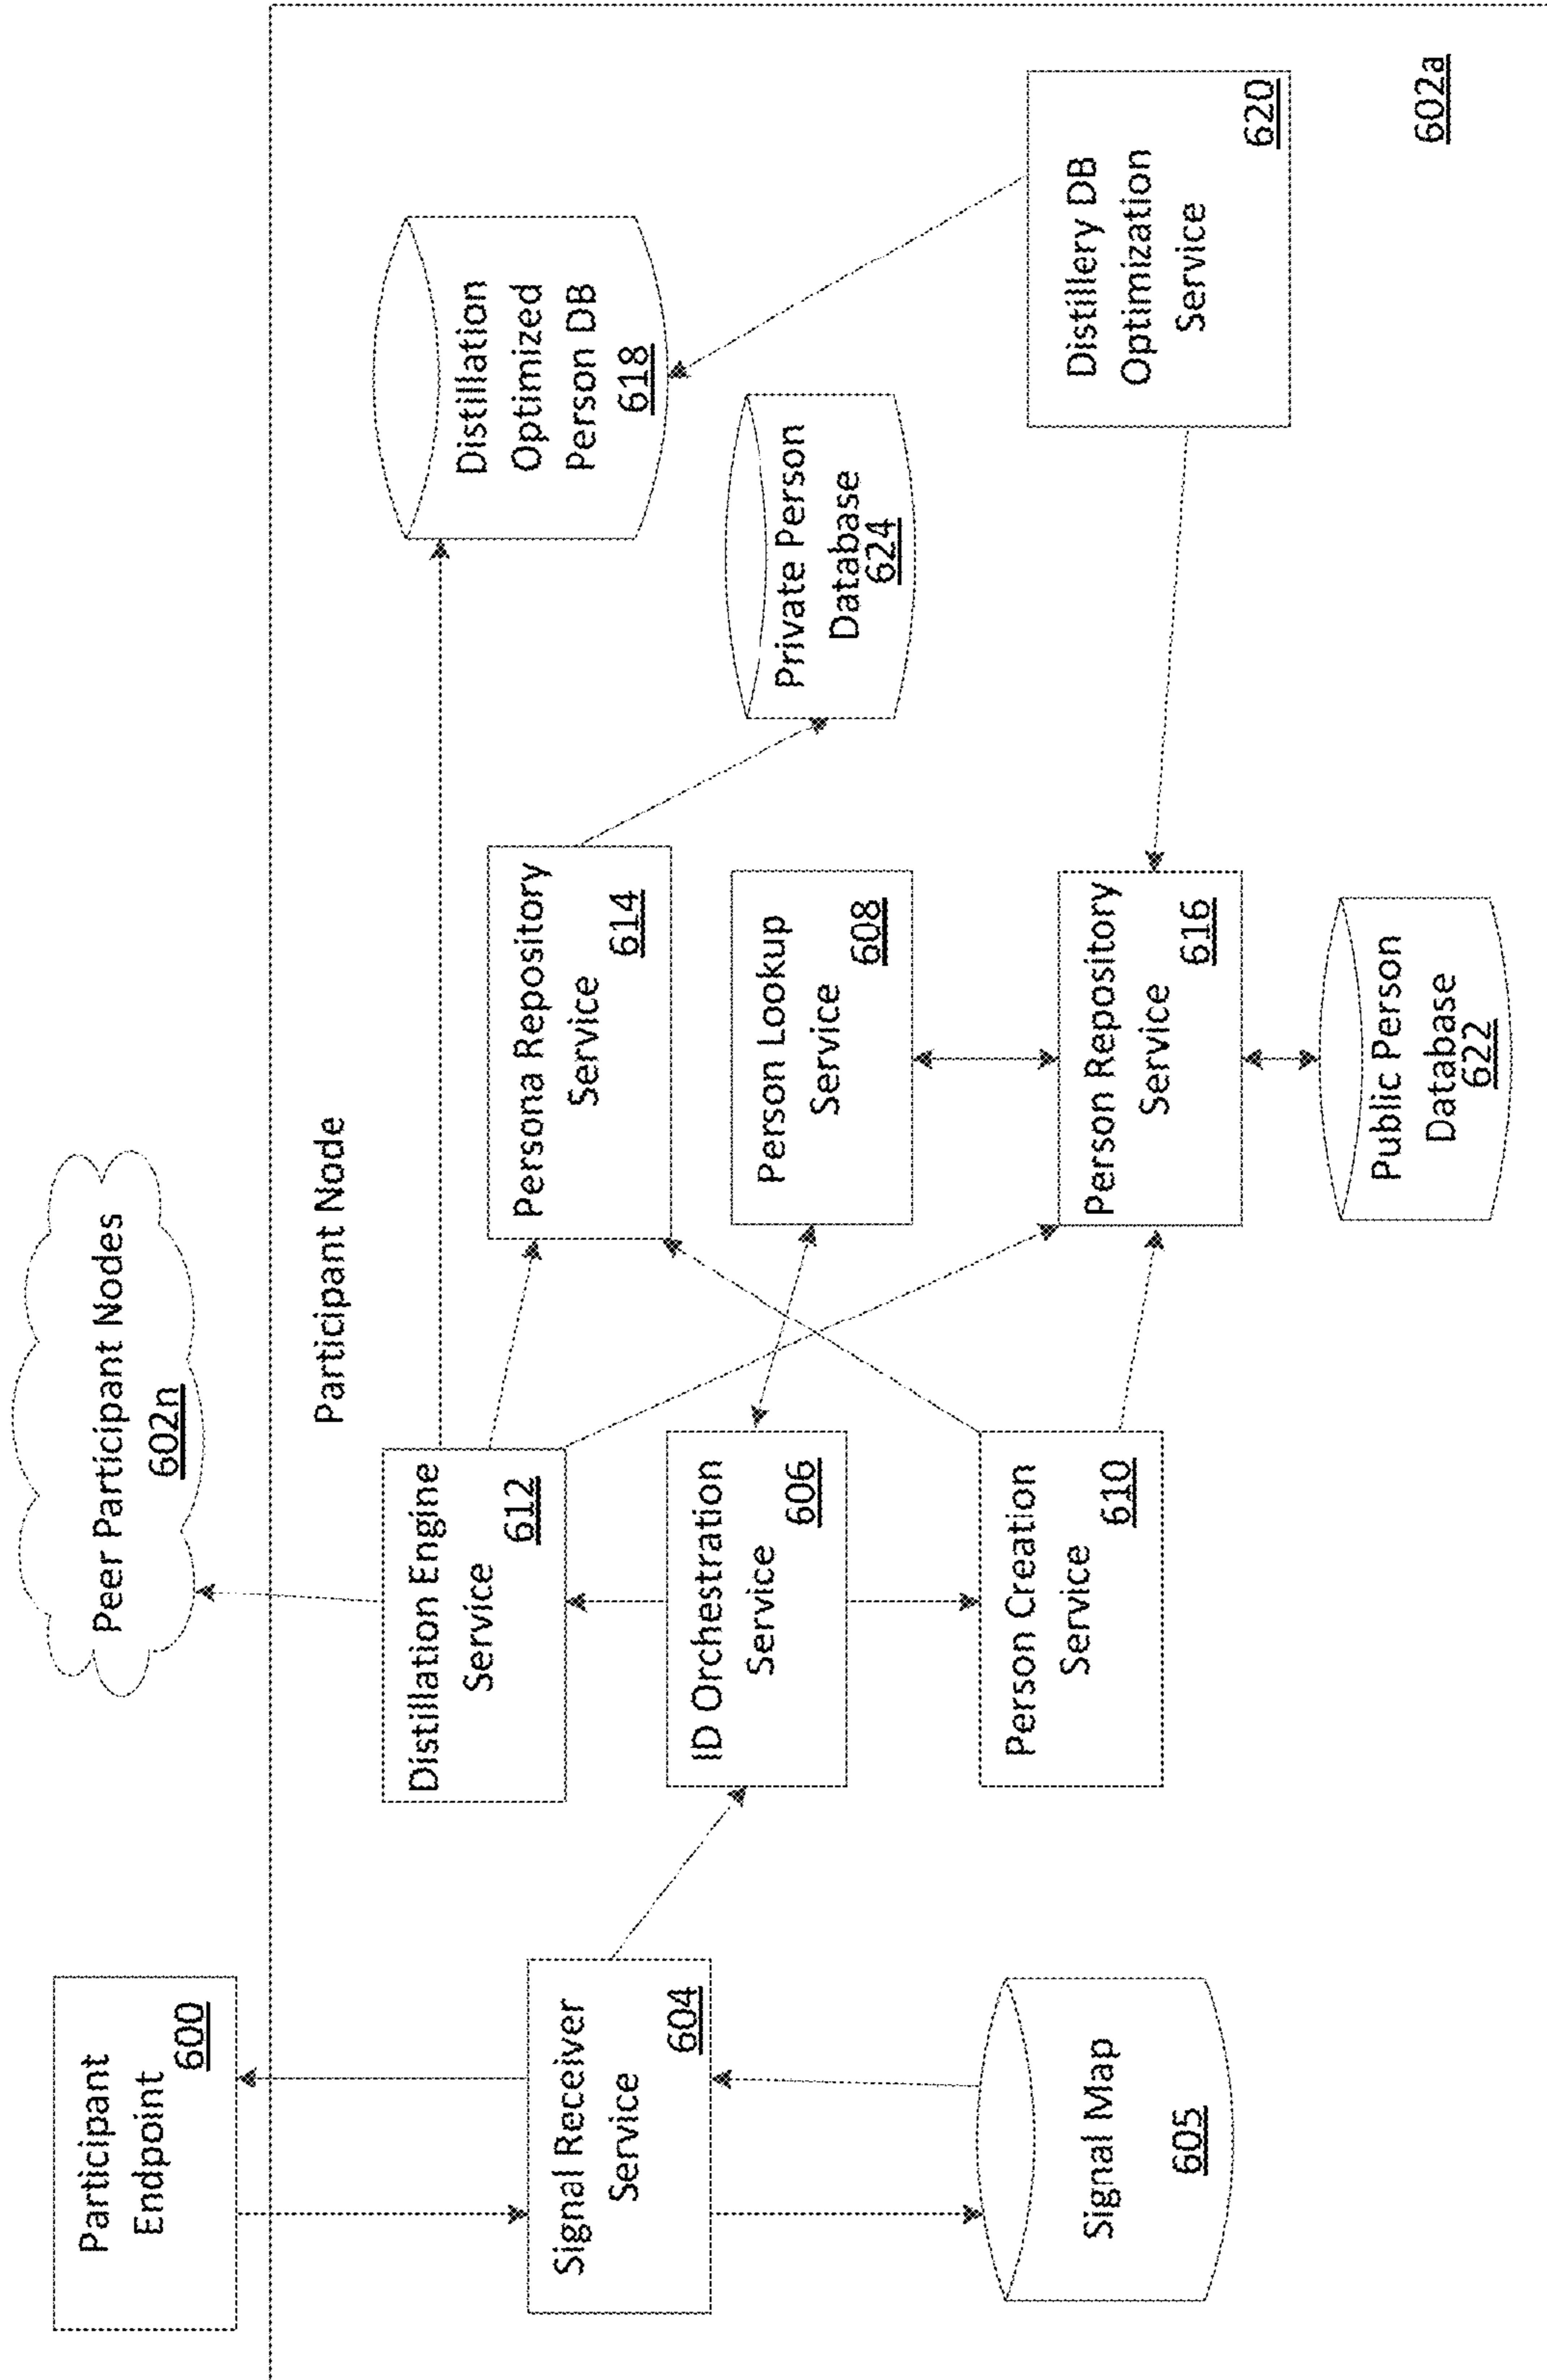 Participant
Endpoint
600
Peer Participant Nodes
602n
Participant Node
Signal Receiver
Service
604
Signal Map
605
Distillation Engine
Service
612
ID Orchestration
Service
606
Person Creation
Service
610
Persona Repository
Service
614
Person Lookup
Service
608
Person Repository
Service
616
Public Person
Database
622
Distillation
Optimized
Person DB
618
Private Person
Database
624
Distillery DB
Optimization
Service
620
602a